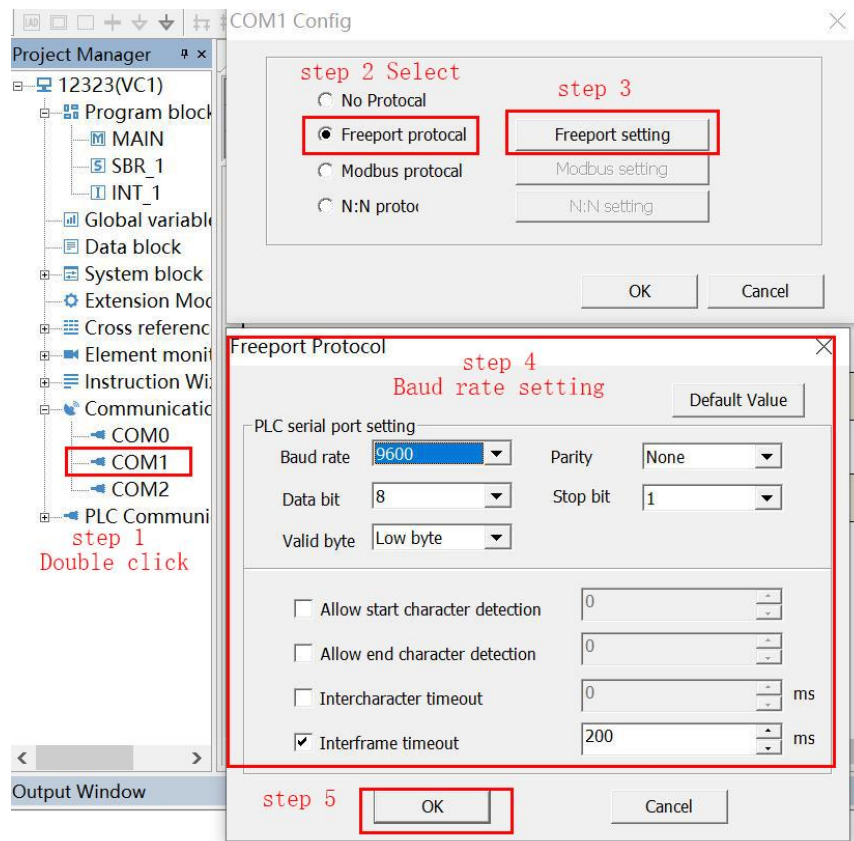 COM1 Config
Project Manager
12323(VC1)
Program block
MAIN
SBR_1
INT_1
Global variable
Data block
System block
Extension Mod
Cross referenc
Element monit
Instruction Wi
Communicatio
COM0
COM1
COM2
PLC Communi
step 1
Double click
Output Window
step 2 Select
No Protocal
Freeport protocal
Modbus protocal
N:N protoc
step 3
Freeport setting
Modbus setting
N:N setting
OK
Cancel
Freeport Protocol
step 4
Baud rate setting
Default Value
PLC serial port setting
Baud rate 9600
Parity None
Data bit 8
Stop bit 1
Valid byte Low byte
Allow start character detection 0
Allow end character detection 0
Intercharacter timeout 0 ms
Interframe timeout 200 ms
step 5
OK
Cancel